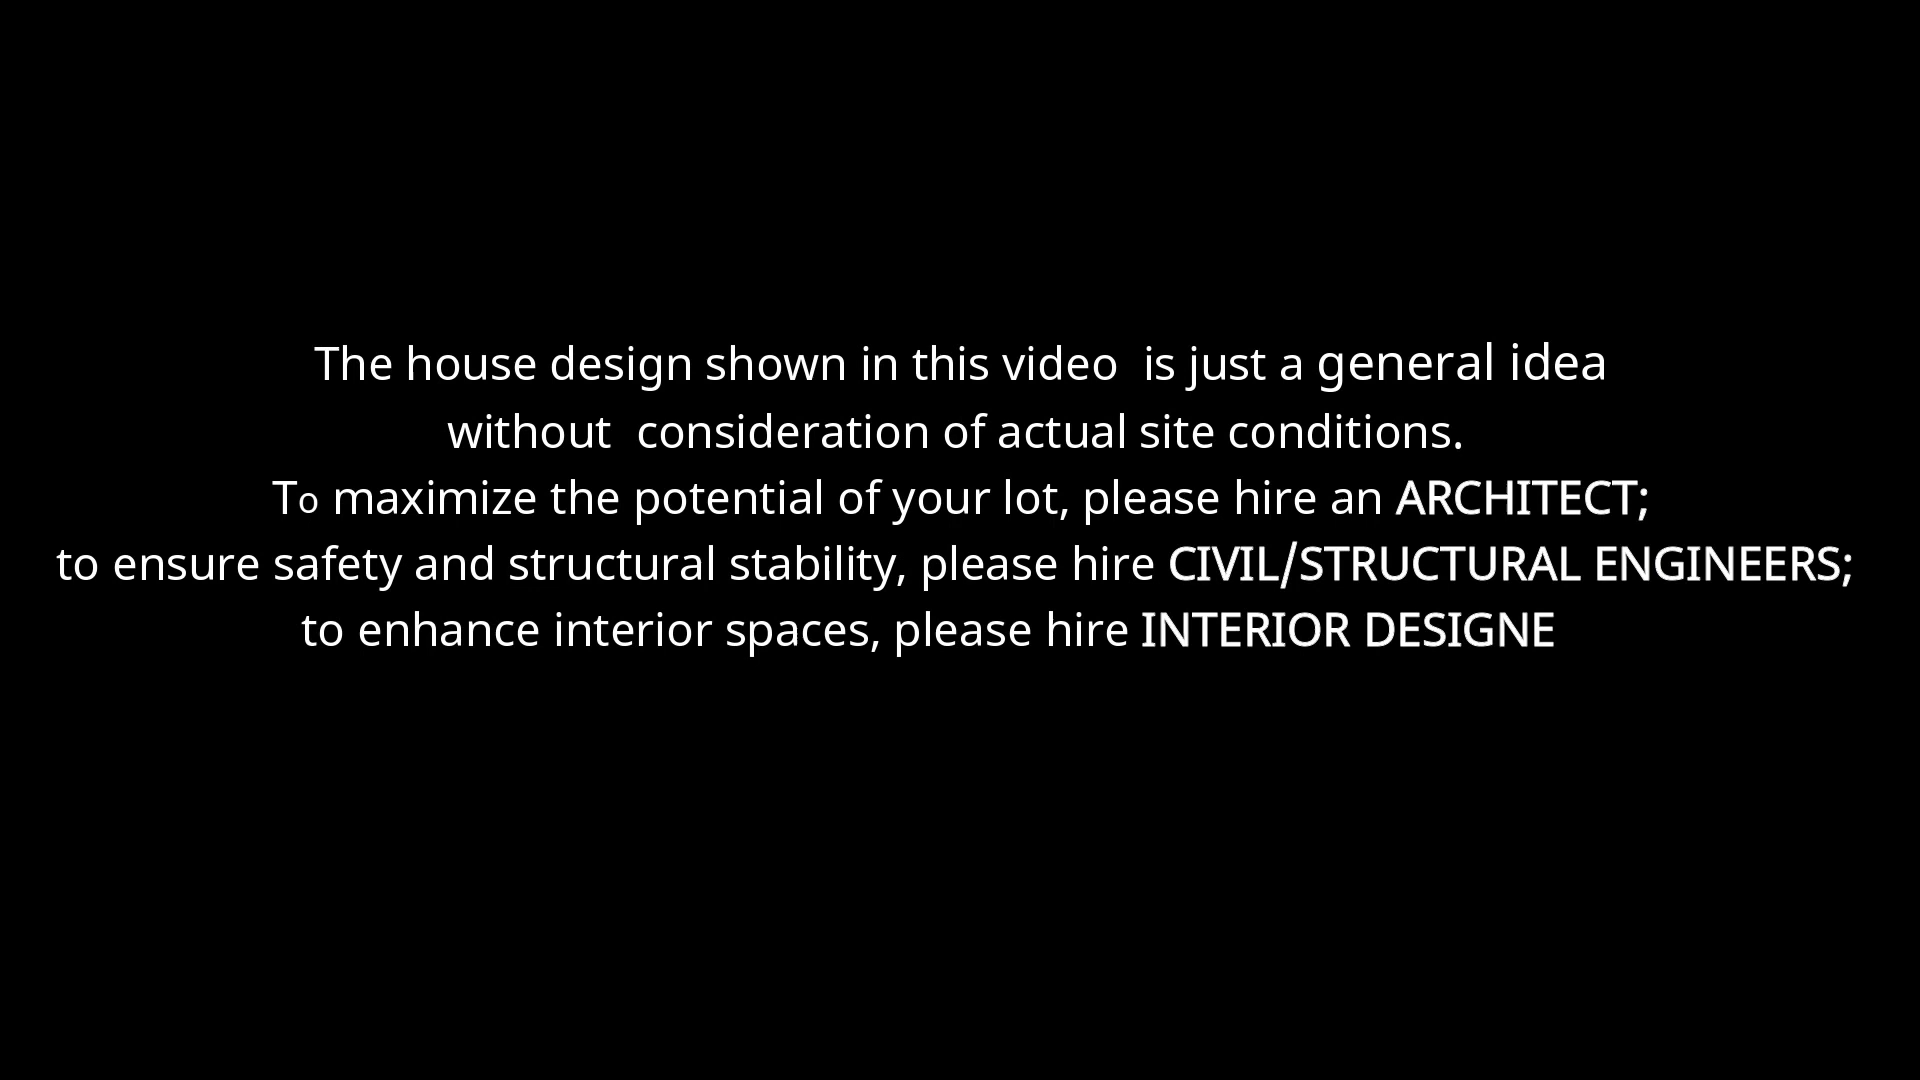 The house design shown in this video  is just a general idea
without  consideration of actual site conditions.
To maximize the potential of your lot, please hire an ARCHITECT;
to ensure safety and structural stability, please hire CIVIL/STRUCTURAL ENGINEERS;
to enhance interior spaces, please hire INTERIOR DESIGNE